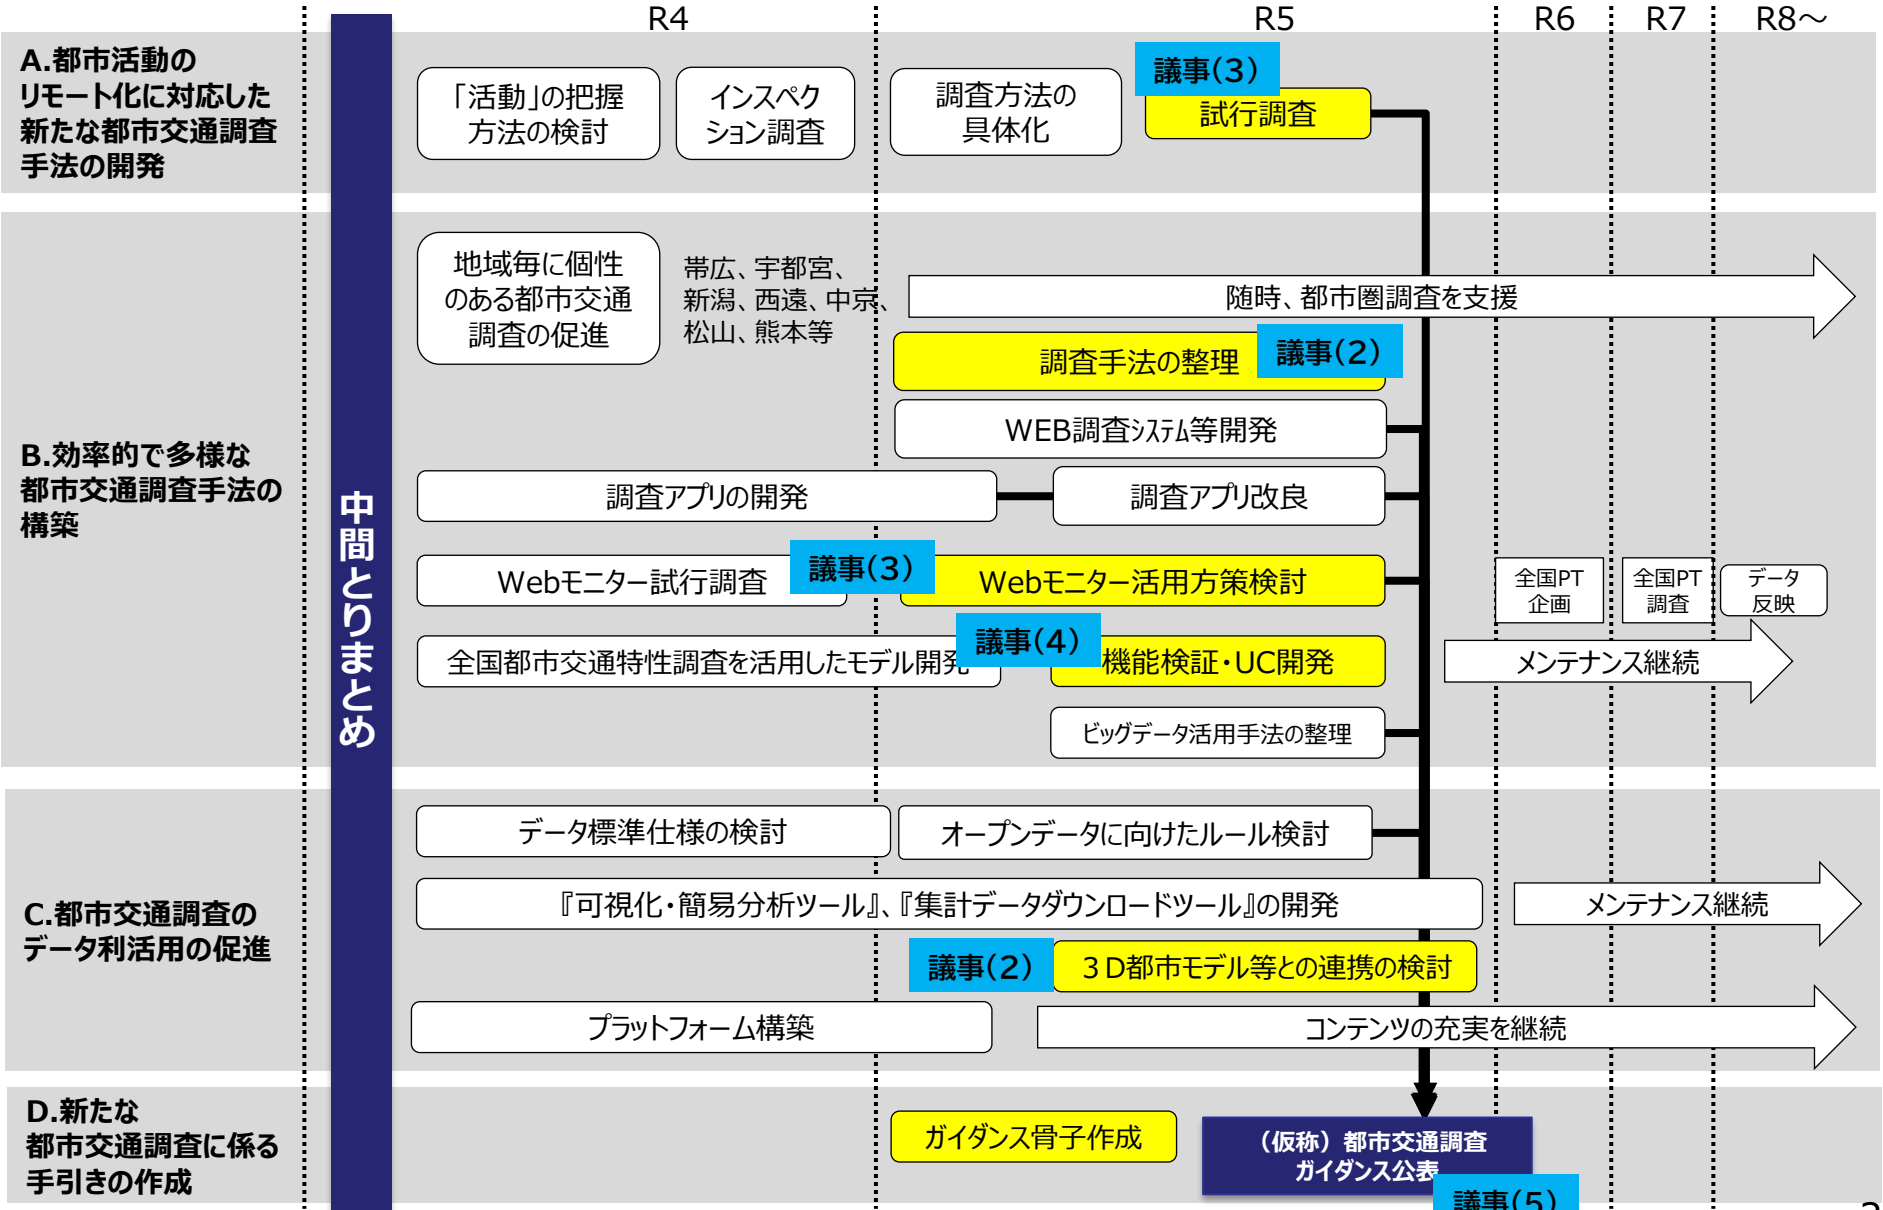 R4
R5
R6
R7
R8～
A.都市活動の
リモート化に対応した
新たな都市交通調査
手法の開発
「活動」の把握
方法の検討
インスペク
ション調査
調査方法の
具体化
議事(3)
試行調査
中間とりまとめ
B.効率的で多様な
都市交通調査手法の
構築
地域毎に個性
のある都市交通
調査の促進
帯広、宇都宮、
新潟、西遠、中京、
松山、熊本等
随時、都市圏調査を支援
調査手法の整理
議事(2)
WEB調査システム等開発
調査アプリの開発
調査アプリ改良
Webモニター試行調査
議事(3)
Webモニター活用方策検討
全国PT
企画
全国PT
調査
データ
反映
全国都市交通特性調査を活用したモデル開発
議事(4)
機能検証・UC開発
メンテナンス継続
ビッグデータ活用手法の整理
C.都市交通調査の
データ利活用の促進
データ標準仕様の検討
オープンデータに向けたルール検討
『可視化・簡易分析ツール』、『集計データダウンロードツール』の開発
メンテナンス継続
議事(2)
３D都市モデル等との連携の検討
プラットフォーム構築
コンテンツの充実を継続
D.新たな
都市交通調査に係る
手引きの作成
ガイダンス骨子作成
（仮称）都市交通調査
ガイダンス公表
議事(5)